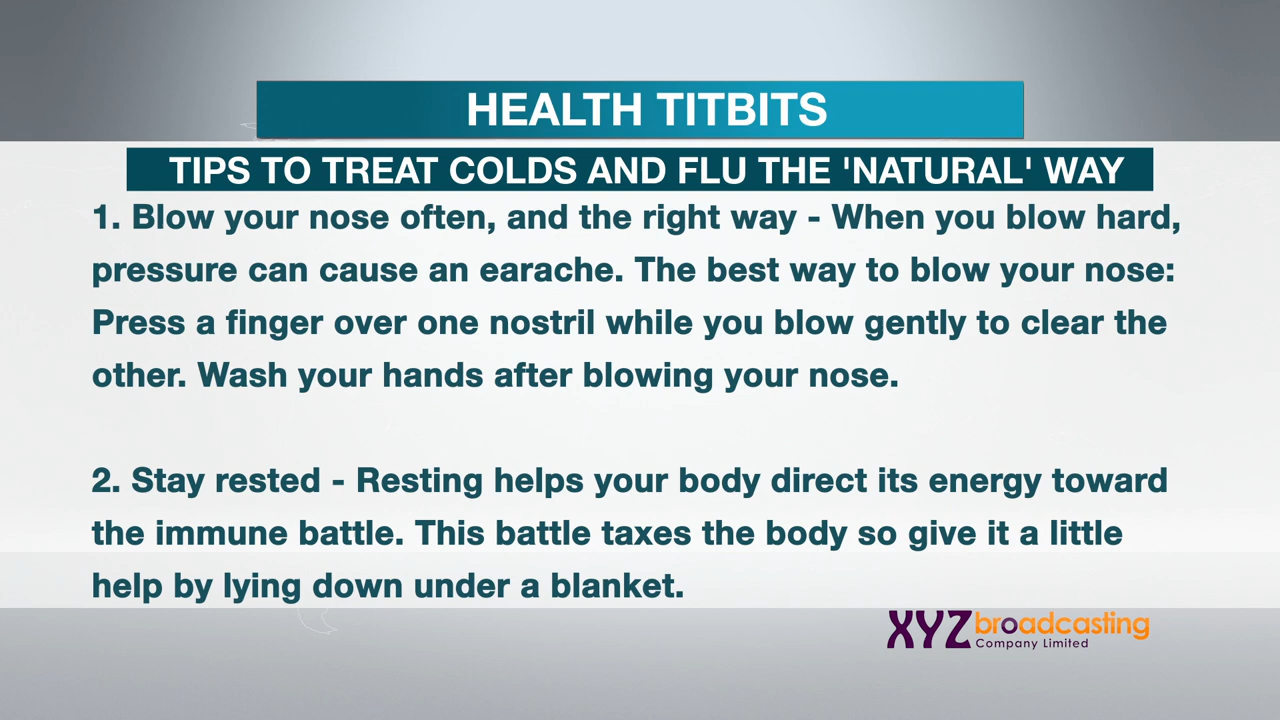 HEALTH TITBITS
TIPS TO TREAT COLDS AND FLU THE 'NATURAL' WAY
1. Blow your nose often, and the right way - When you blow hard,
pressure can cause an earache. The best way to blow your nose:
Press a finger over one nostril while you blow gently to clear the
other. Wash your hands after blowing your nose.
2. Stay rested - Resting helps your body direct its energy toward
the immune battle. This battle taxes the body so give it a little
help by lying down under a blanket.
XYZ broadcasting
Company Limited